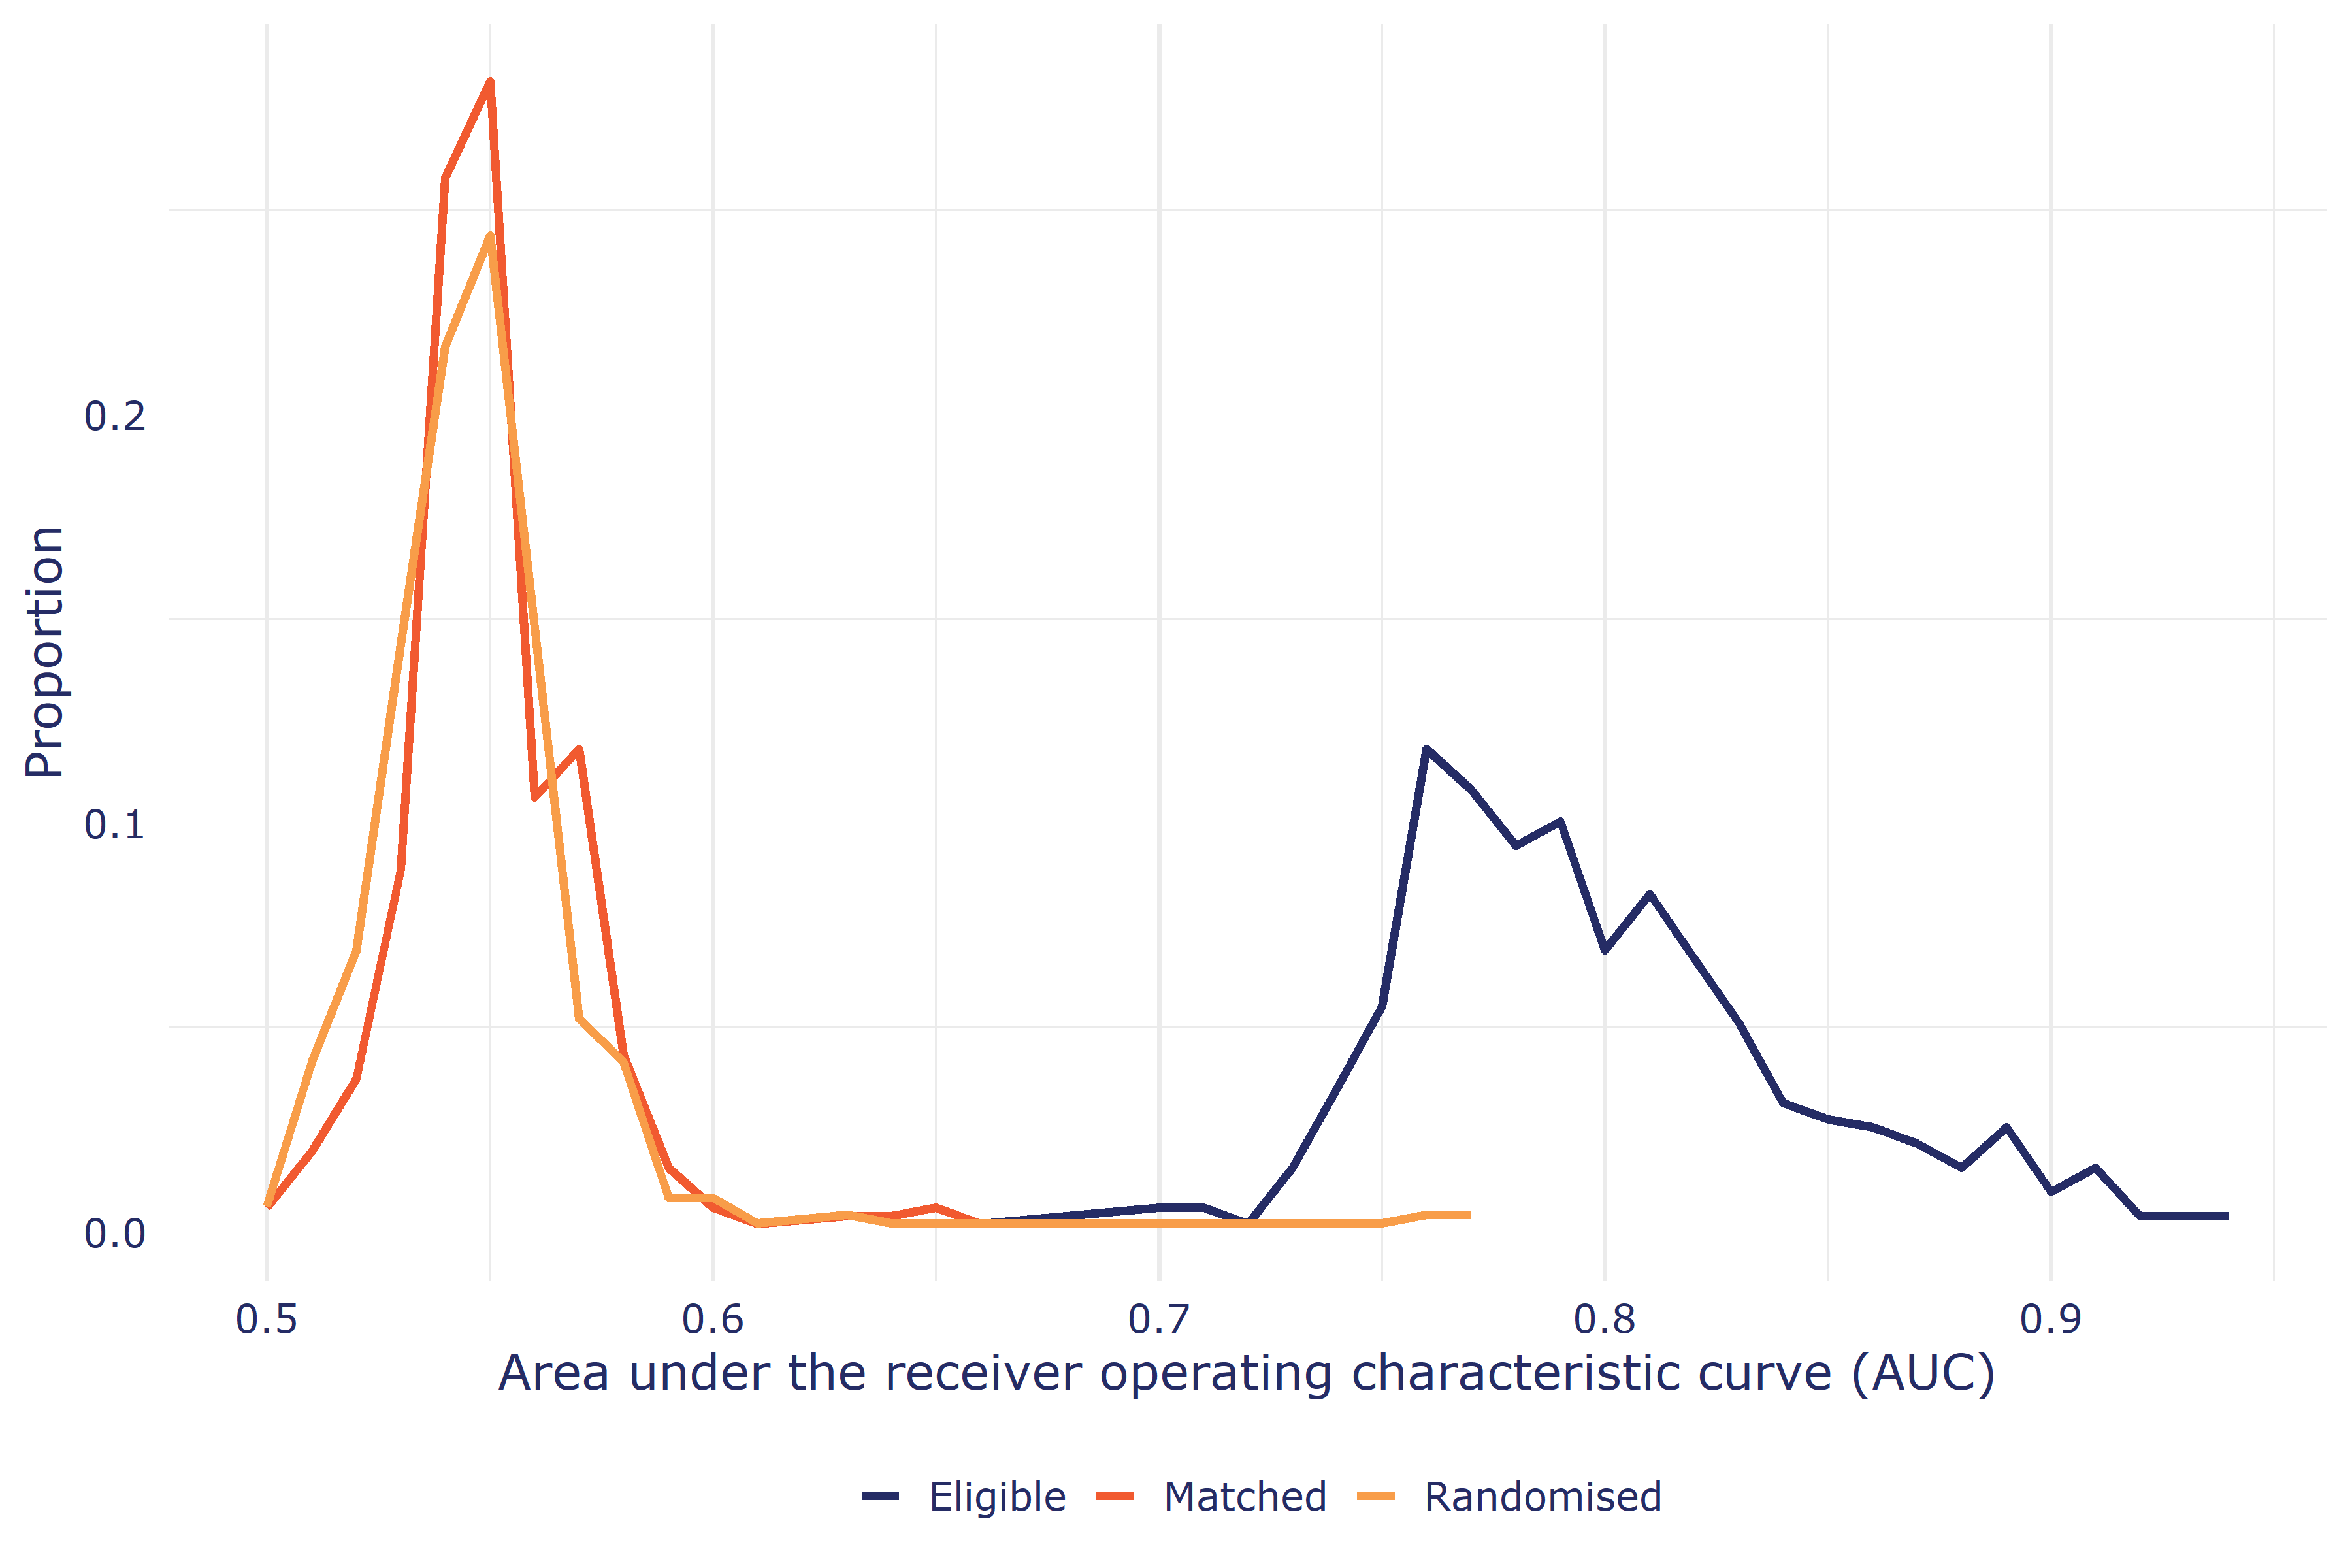 Proportion
0.2
0.1
0.0
0.5 0.6 0.7 0.8 0.9
Area under the receiver operating characteristic curve (AUC)
Eligible Matched Randomised